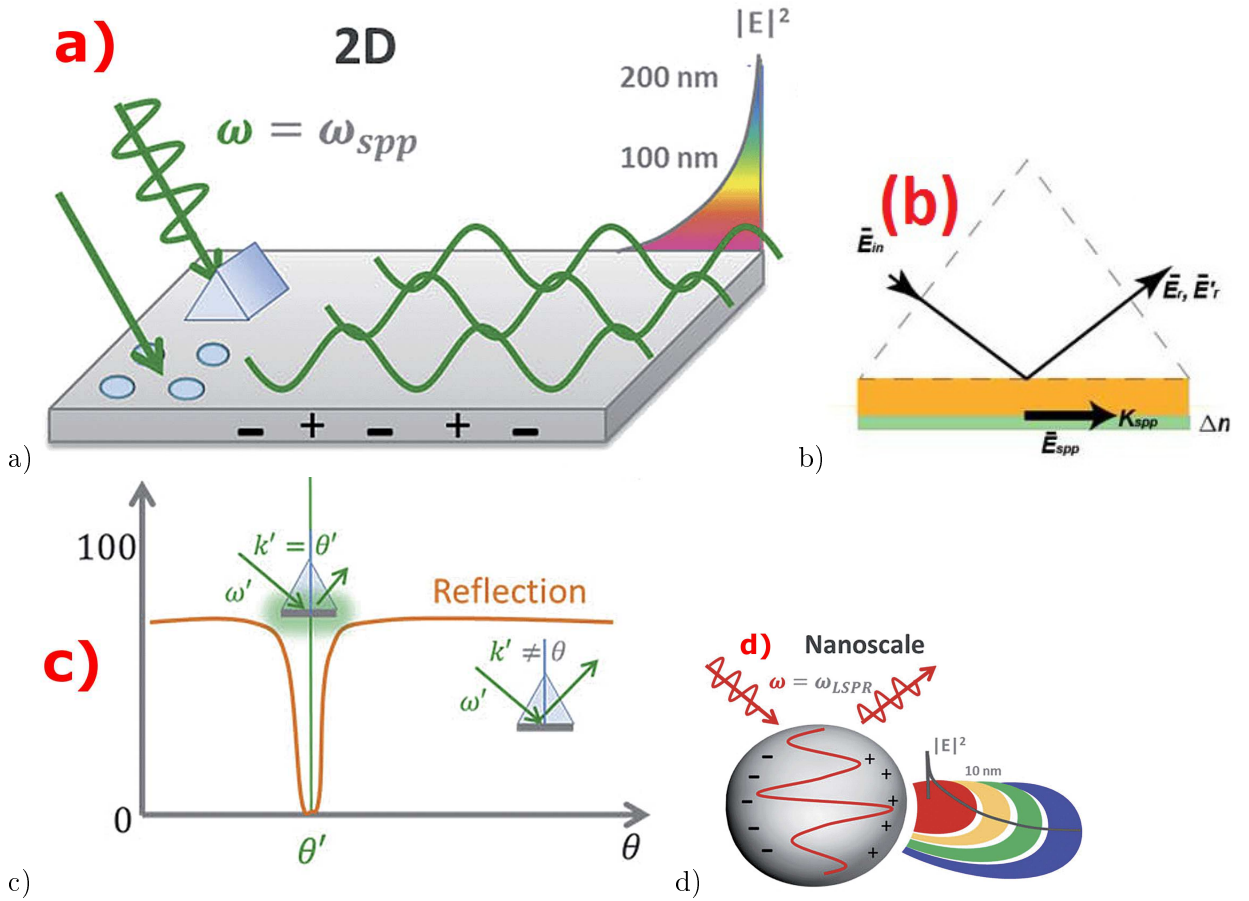 a)
2D
ω = ω_spp
|E|²
200 nm
100 nm
- + - + -
a)
(b)
Ē_in
Ē_r, Ē'_r
K_spp
Δn
Ē_spp
b)
100
0
k' = θ'
ω'
Reflection
k' ≠ θ
ω'
c)
θ'
θ
c)
d) Nanoscale
ω = ω_LSPR
|E|²
10 nm
- - - - -
+ + + + +
d)